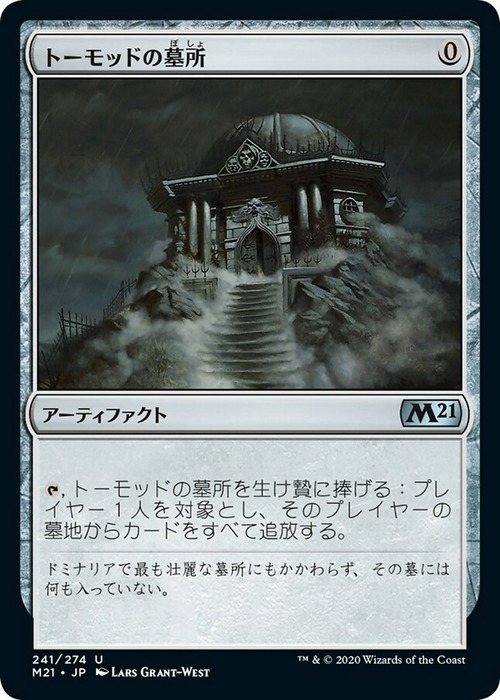 トーモッドの墓所
ぼしょ
0
アーティファクト
M21
,トーモッドの墓所を生け贄に捧げる：プレ
イヤー１人を対象とし、そのプレイヤーの
墓地からカードをすべて追放する。
ドミナリアで最も壮麗な墓所にもかかわらず、その墓には
何も入っていない。
241/274 U
M21 • JP Lars Grant-West
™ & © 2020 Wizards of the Coast